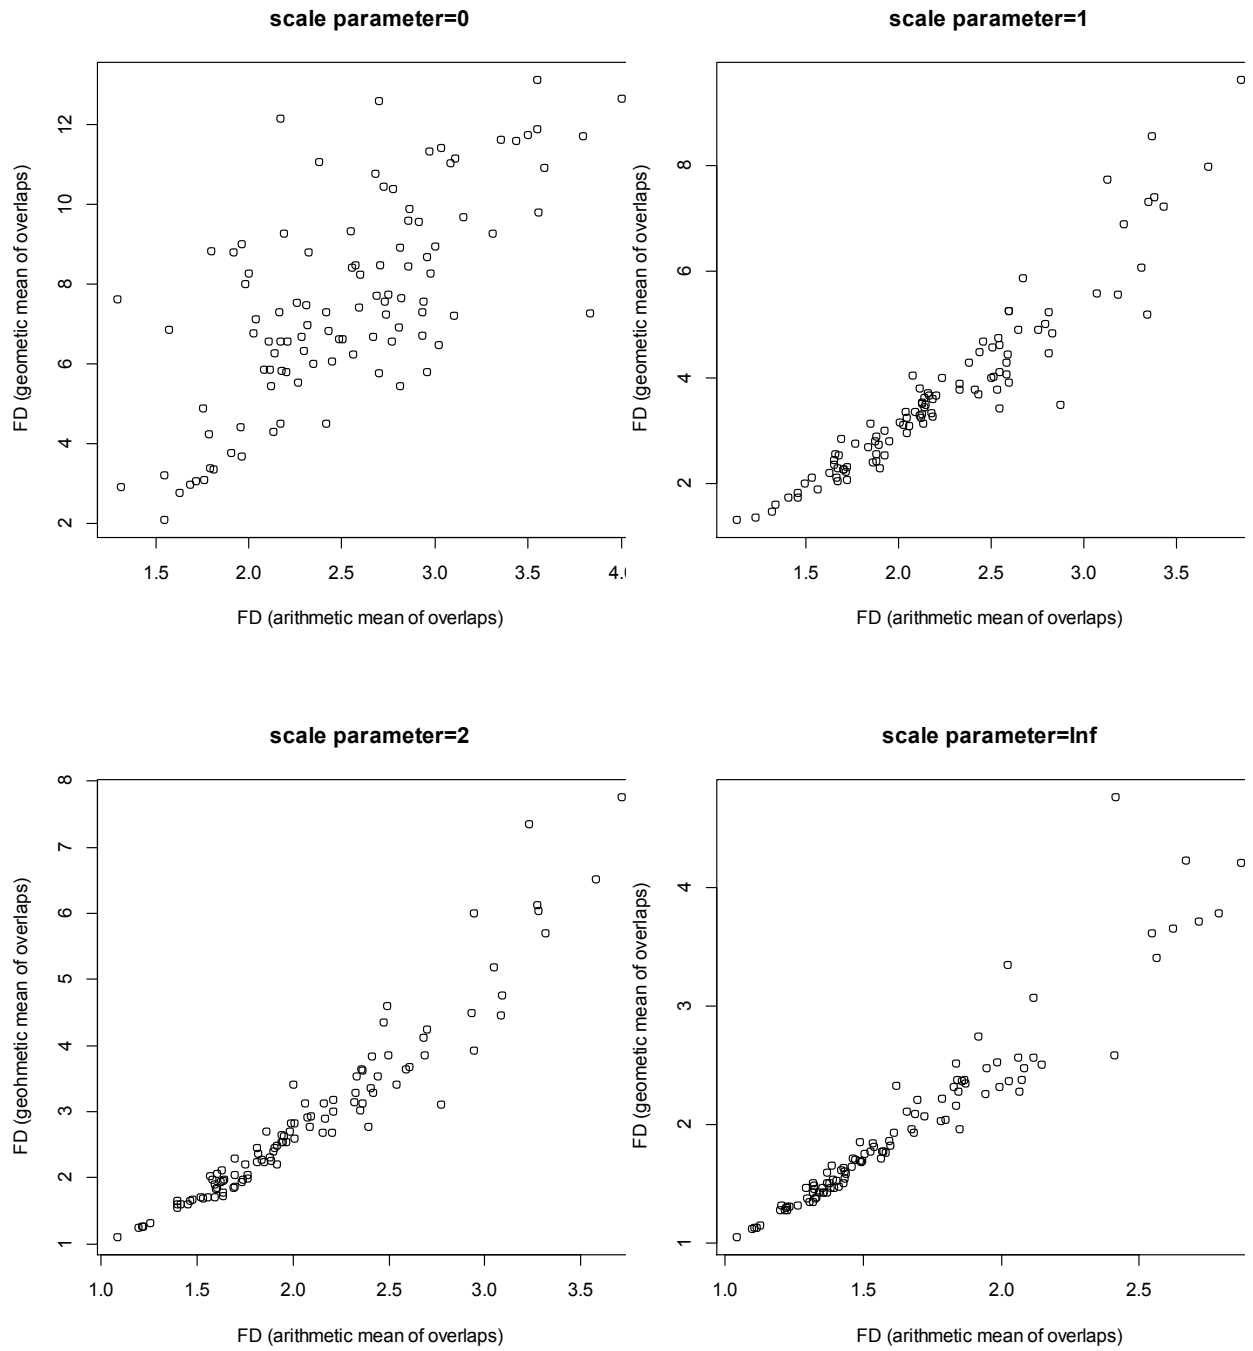 scale parameter=0
FD (geometic mean of overlaps)
12
10
8
6
4
2
1.5 2.0 2.5 3.0 3.5 4.0
FD (arithmetic mean of overlaps)
scale parameter=1
FD (geometic mean of overlaps)
8
6
4
2
1.5 2.0 2.5 3.0 3.5
FD (arithmetic mean of overlaps)
scale parameter=2
FD (geohmetic mean of overlaps)
8
7
6
5
4
3
2
1
1.0 1.5 2.0 2.5 3.0 3.5
FD (arithmetic mean of overlaps)
scale parameter=Inf
FD (geometic mean of overlaps)
4
3
2
1
1.0 1.5 2.0 2.5
FD (arithmetic mean of overlaps)